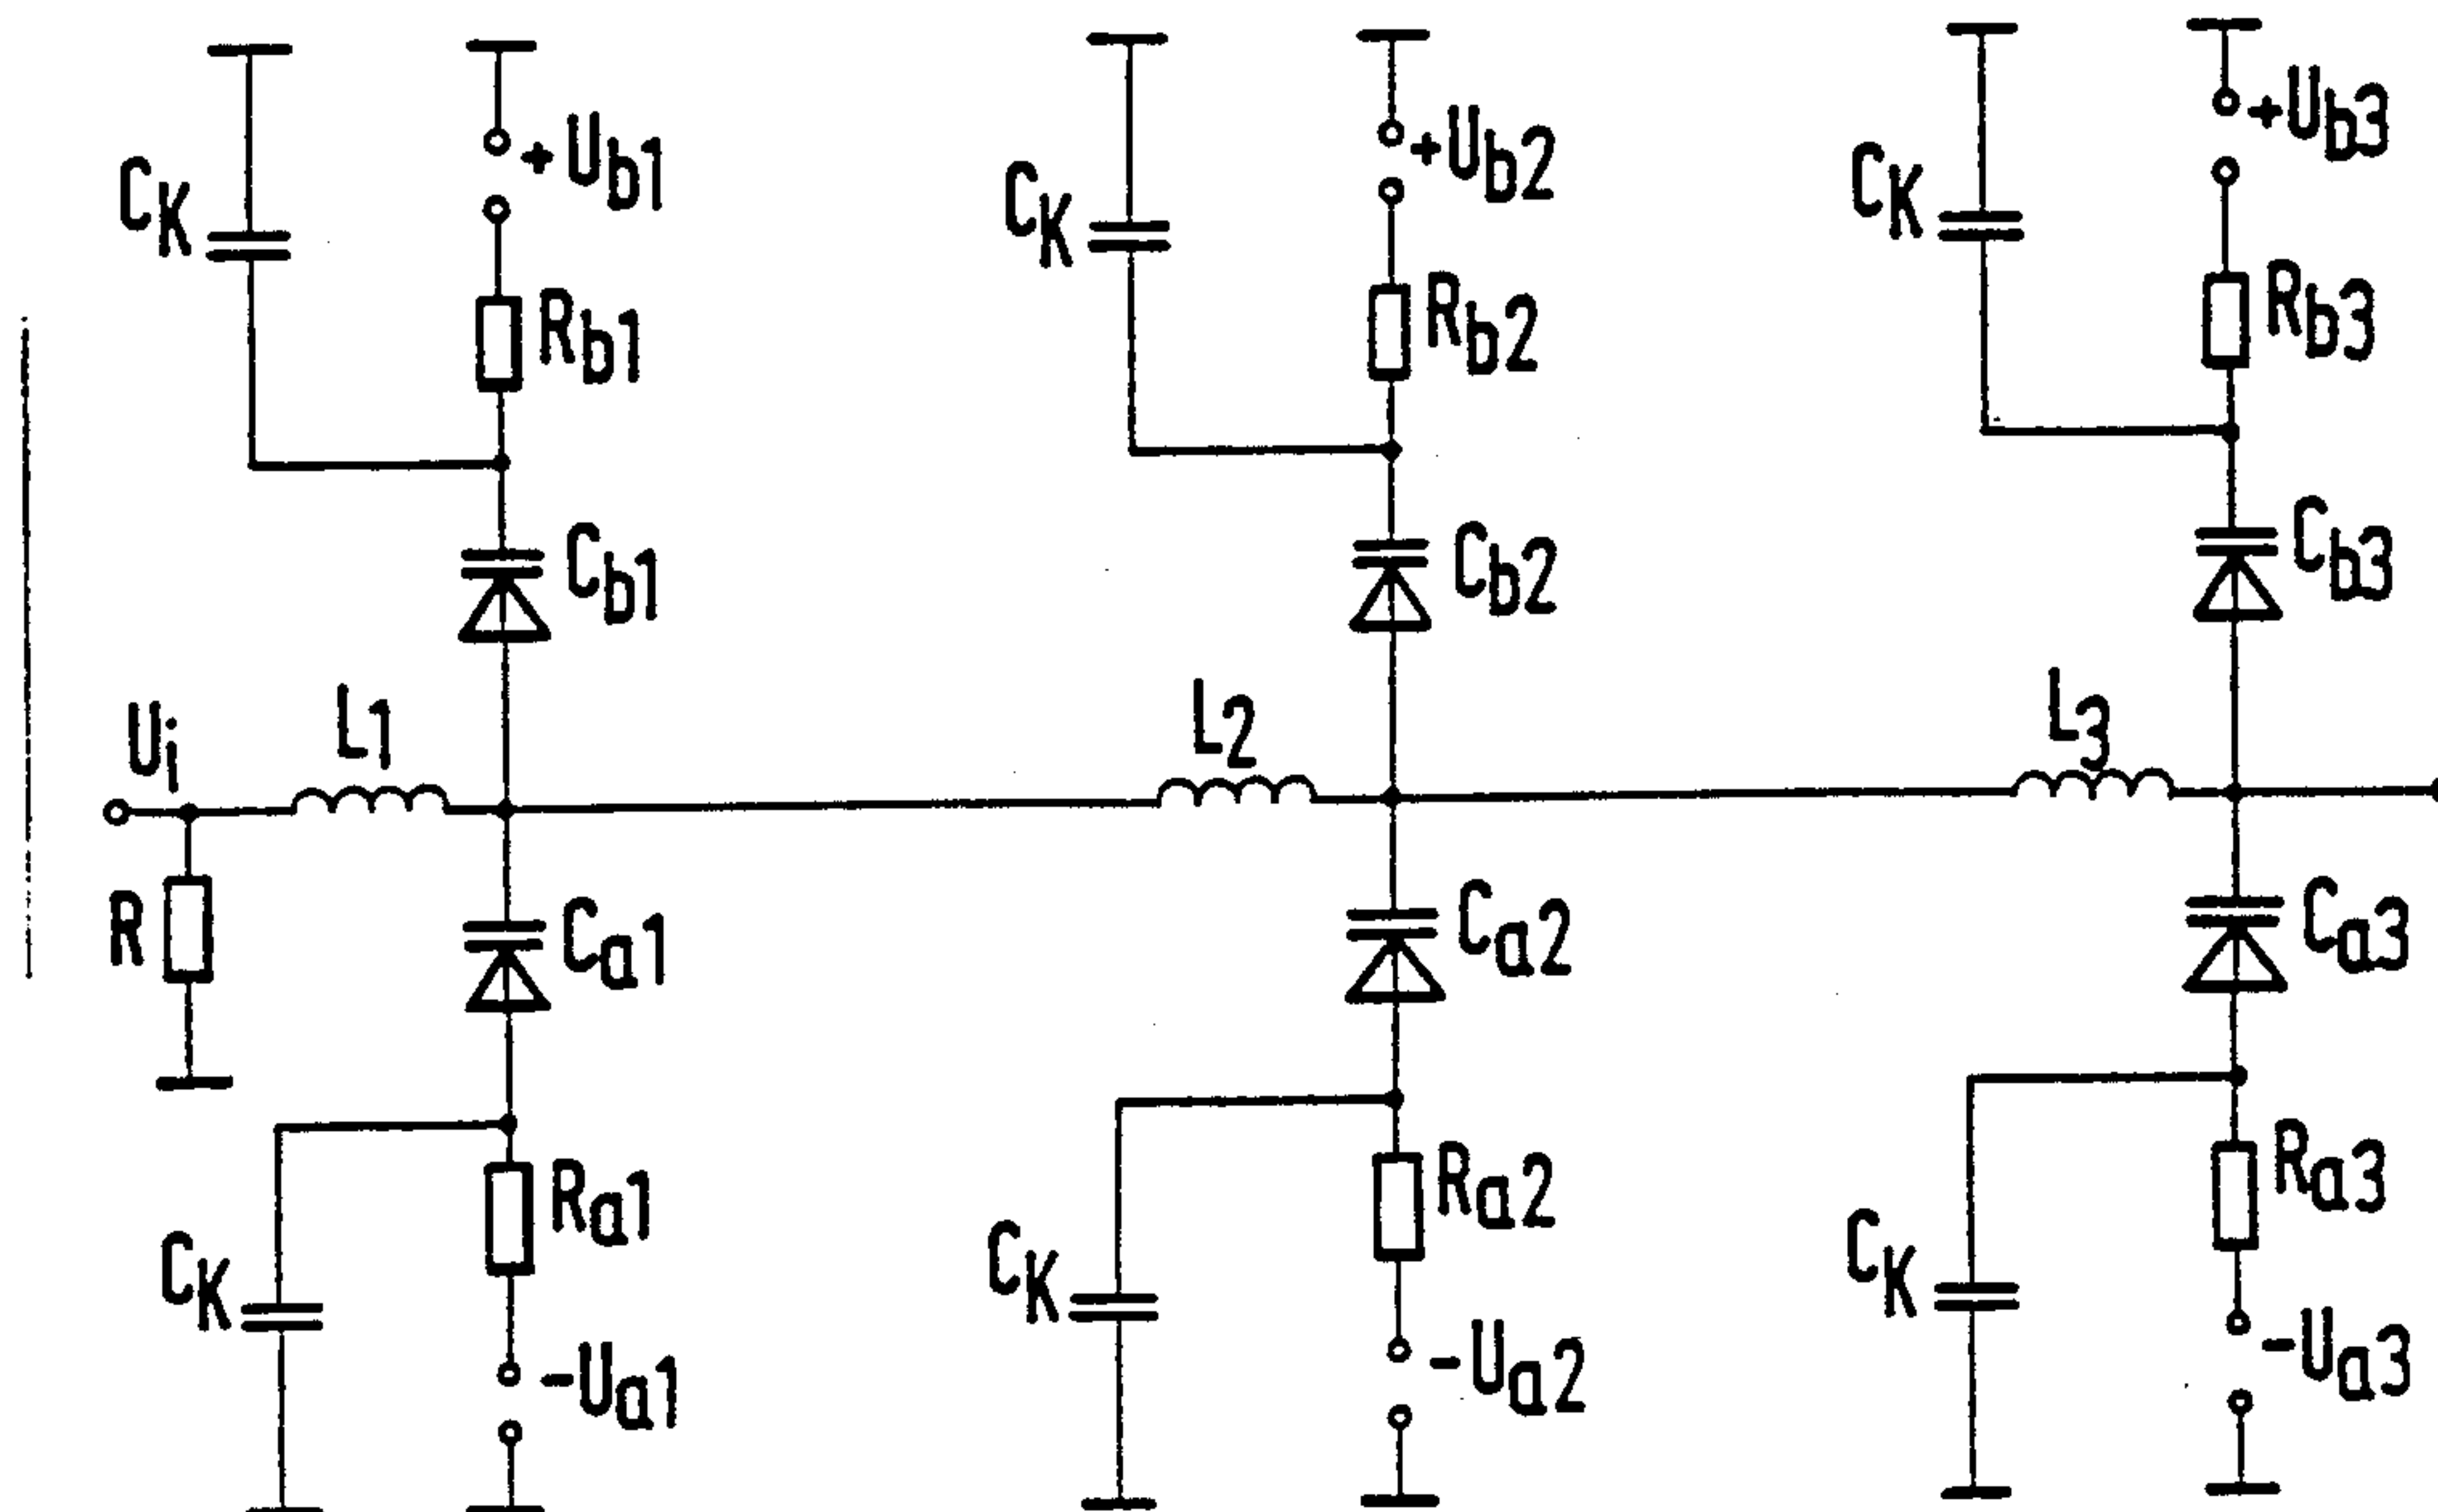 +Ub1
+Ub2
+Ub3
CK
CK
CK
Rb1
Rb2
Rb3
Cb1
Cb2
Cb3
Ui
L1
L2
L3
R
Ca1
Ca2
Ca3
CK
Ra1
CK
Ra2
CK
Ra3
-Ua1
-Ua2
-Ua3